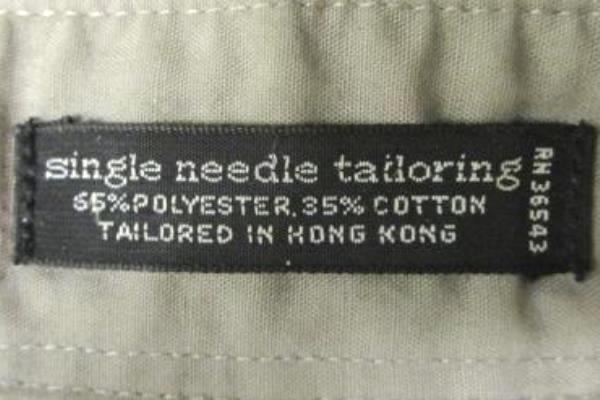 single needle tailoring
65% POLYESTER, 35% COTTON
TAILORED IN HONG KONG
RN 36543